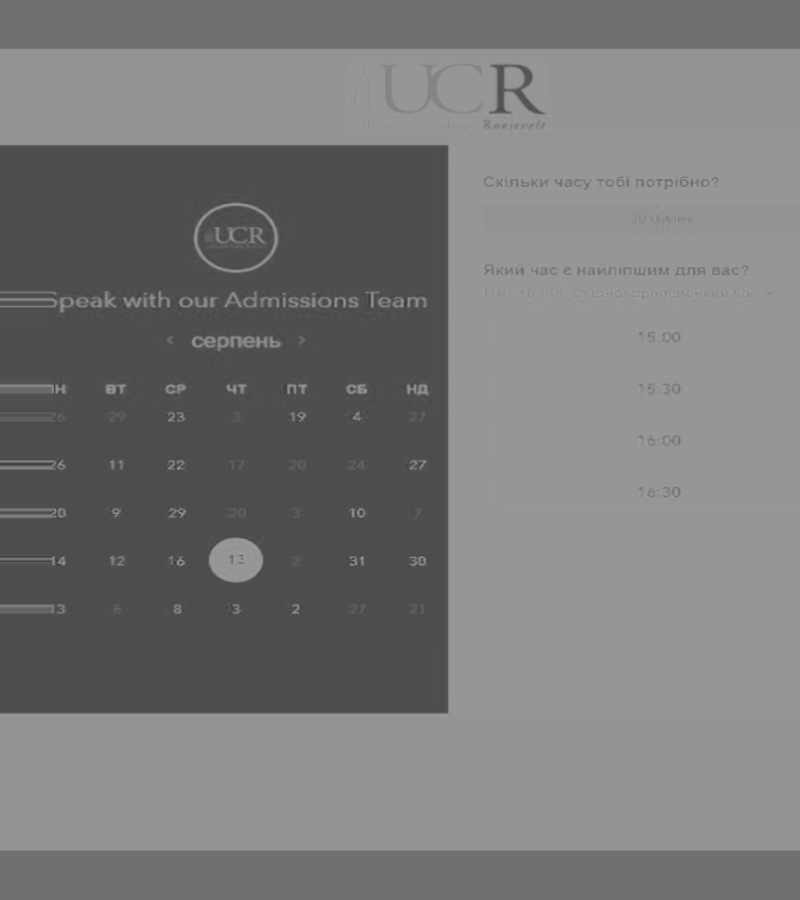 UCR
University College Roosevelt
UCR
Speak with our Admissions Team
‹ серпень ›
ВТ СР ЧТ ПТ СБ НД
26 29 23 3 19 4 27
26 11 22 17 20 24 27
20 9 29 20 3 10 7
14 12 16 13 2 31 30
13 6 8 3 2 27 21
Скільки часу тобі потрібно?
30 хвилин
Який час є найліпшим для вас?
Східноєвропейський час
15:00
15:30
16:00
16:30